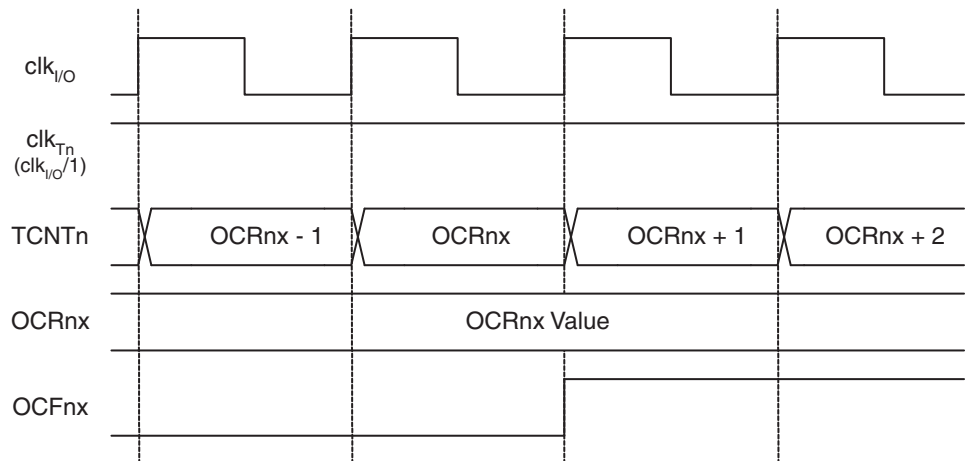 clkI/O
clkTn
(clkI/O/1)
TCNTn OCRnx - 1 OCRnx OCRnx + 1 OCRnx + 2
OCRnx OCRnx Value
OCFnx